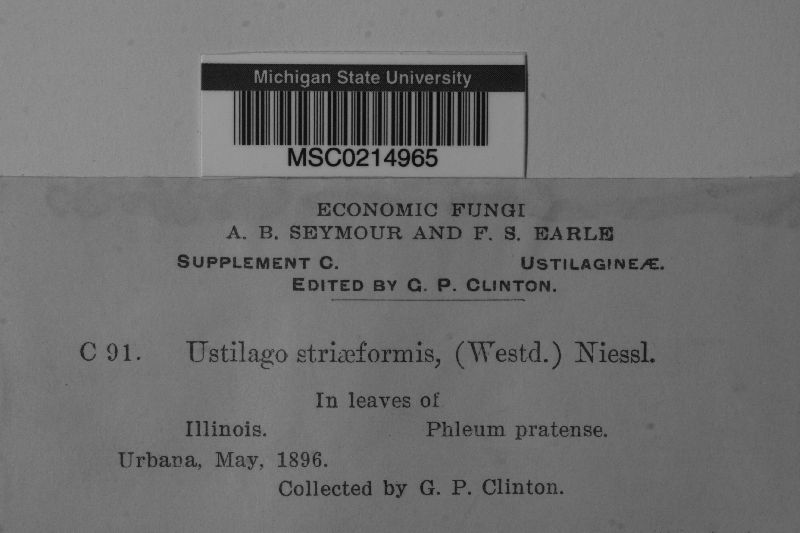 Michigan State University
MSC0214965
ECONOMIC FUNGI
A. B. SEYMOUR AND F. S. EARLE
SUPPLEMENT C. USTILAGINEÆ.
EDITED BY G. P. CLINTON.
C 91. Ustilago striæformis, (Westd.) Niessl.
In leaves of
Illinois. Phleum pratense.
Urbana, May, 1896.
Collected by G. P. Clinton.